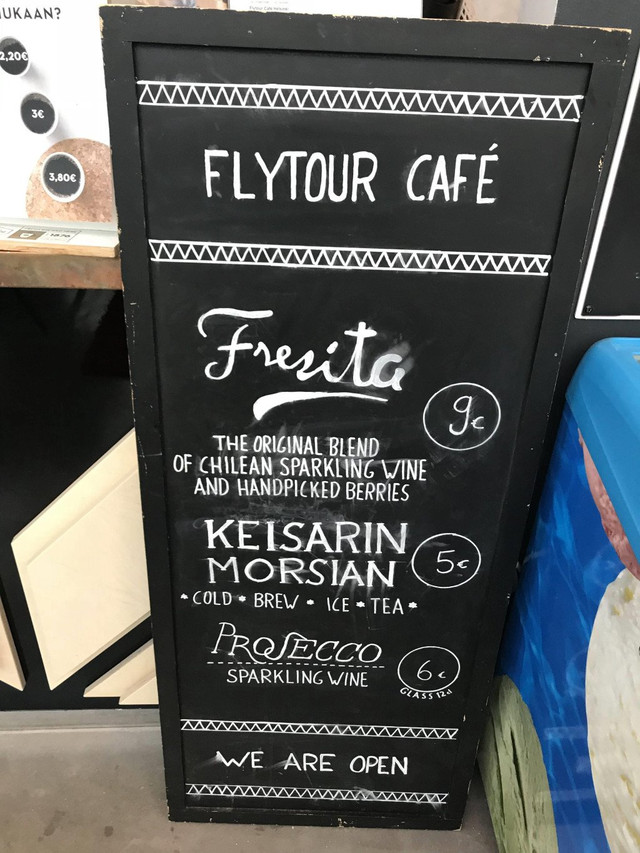 UKAAN?
2,20€
3€
3,80€
FLYTOUR CAFÉ
Fresita
9€
THE ORIGINAL BLEND
OF CHILEAN SPARKLING WINE
AND HANDPICKED BERRIES
KEISARIN
MORSIAN
5€
* COLD * BREW * ICE * TEA *
PROSECCO
SPARKLING WINE
6€
GLASS 12cl
WE ARE OPEN